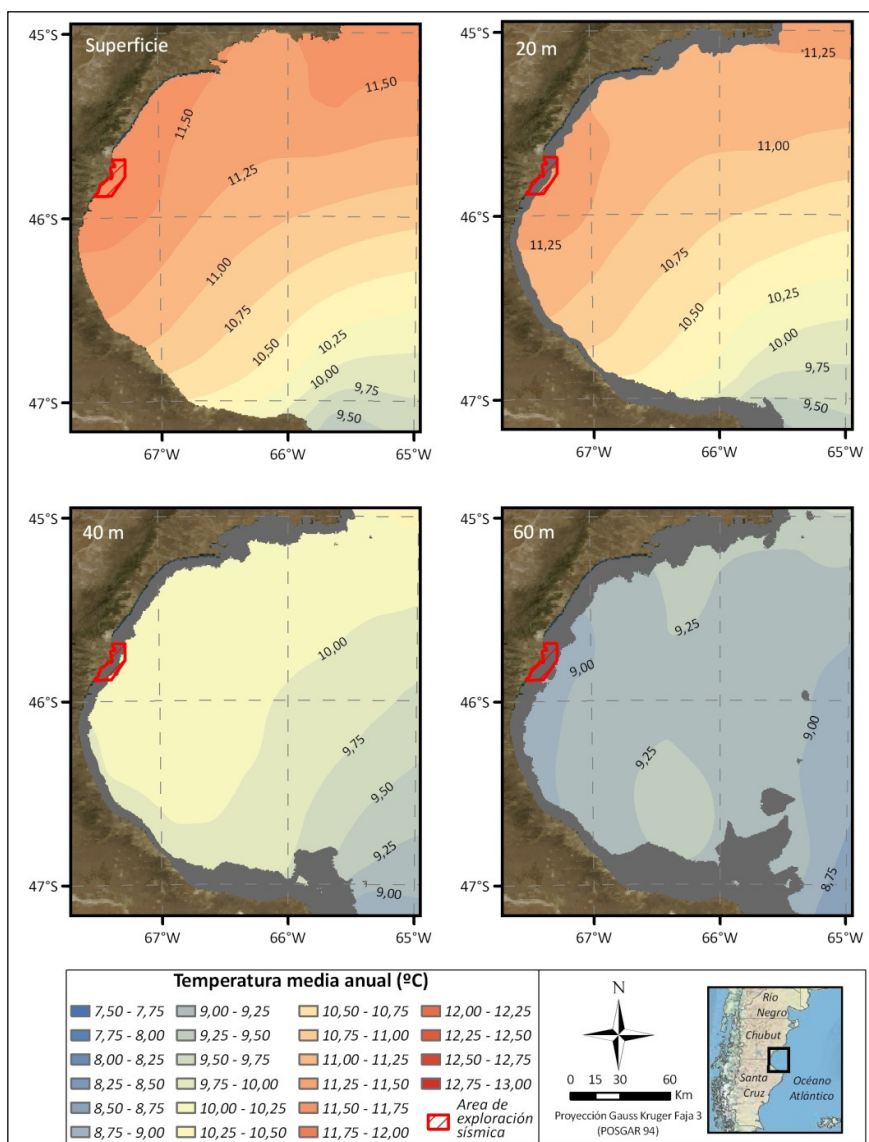 Superficie
45°S
46°S
47°S
67°W
66°W
65°W
11,50
11,50
11,25
11,00
10,75
10,50
10,25
10,00
9,75
9,50
20 m
45°S
46°S
47°S
67°W
66°W
65°W
11,25
11,00
11,25
10,75
10,50
10,25
10,00
9,75
9,50
40 m
45°S
46°S
47°S
67°W
66°W
65°W
10,00
9,75
9,50
9,25
9,00
60 m
45°S
46°S
47°S
67°W
66°W
65°W
9,25
9,00
9,00
9,25
8,75
Temperatura media anual (ºC)
7,50 - 7,75
7,75 - 8,00
8,00 - 8,25
8,25 - 8,50
8,50 - 8,75
8,75 - 9,00
9,00 - 9,25
9,25 - 9,50
9,50 - 9,75
9,75 - 10,00
10,00 - 10,25
10,25 - 10,50
10,50 - 10,75
10,75 - 11,00
11,00 - 11,25
11,25 - 11,50
11,50 - 11,75
11,75 - 12,00
12,00 - 12,25
12,25 - 12,50
12,50 - 12,75
12,75 - 13,00
Area de
exploración
sísmica
N
0 15 30 60
Km
Proyección Gauss Kruger Faja 3
(POSGAR 94)
Río
Negro
Chubut
Santa
Cruz
Océano
Atlántico